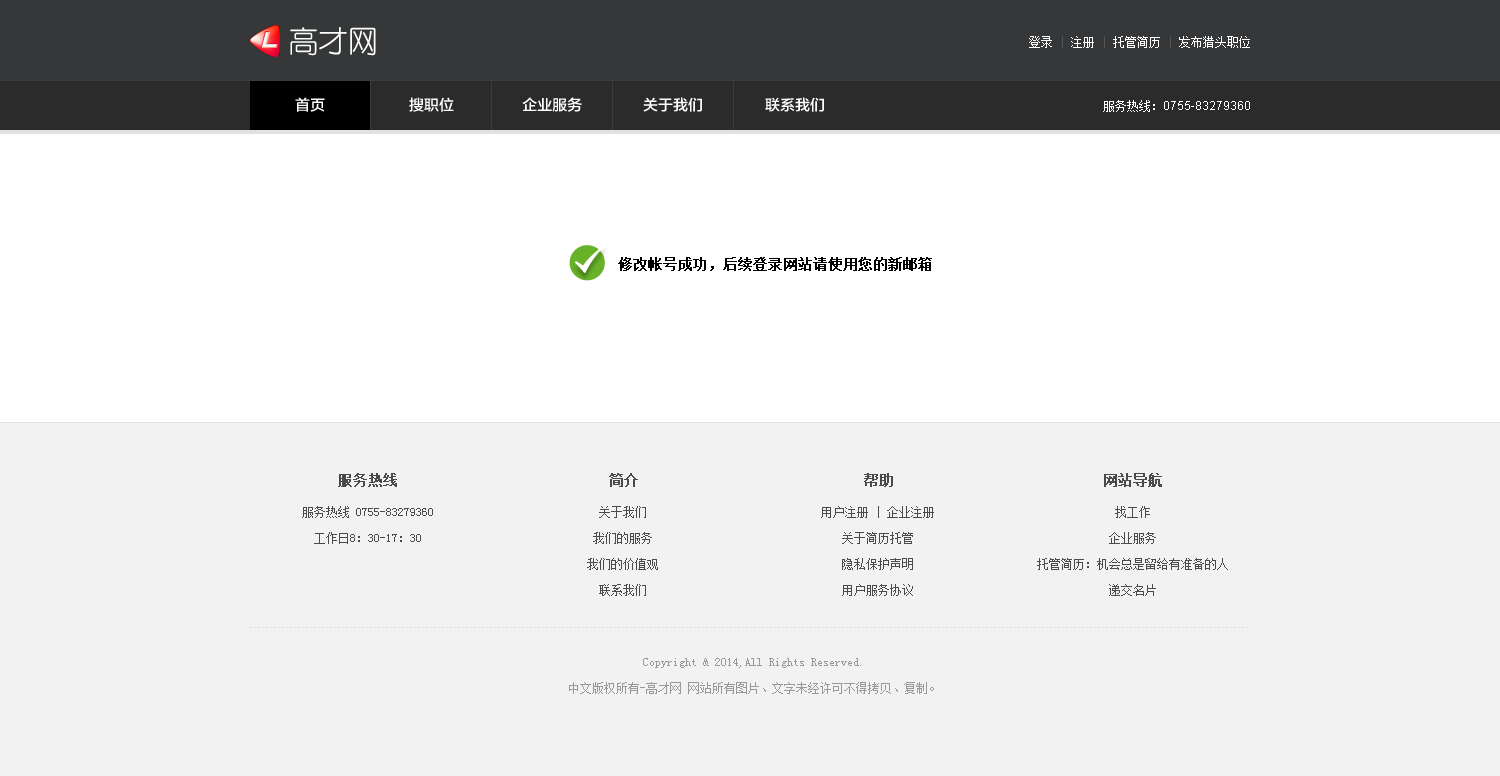 高才网
登录 | 注册 | 托管简历 | 发布猎头职位
首页 搜职位 企业服务 关于我们 联系我们 服务热线：0755-83279360
修改帐号成功，后续登录网站请使用您的新邮箱
服务热线
服务热线 0755-83279360
工作日8：30-17：30
简介
关于我们
我们的服务
我们的价值观
联系我们
帮助
用户注册 | 企业注册
关于简历托管
隐私保护声明
用户服务协议
网站导航
找工作
企业服务
托管简历：机会总是留给有准备的人
递交名片
Copyright & 2014,All Rights Reserved.
中文版权所有-高才网 网站所有图片、文字未经许可不得拷贝、复制。